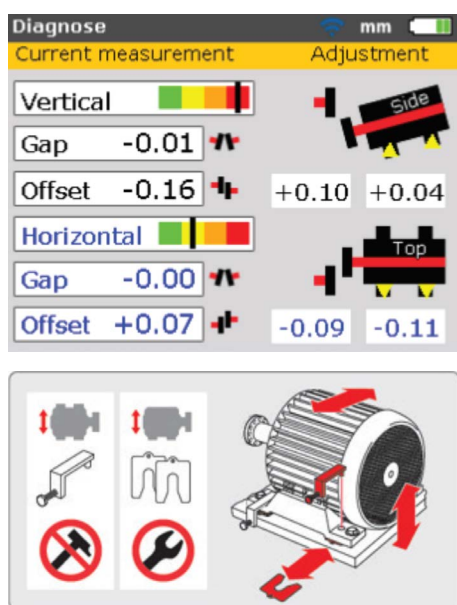 Diagnose mm
Current measurement Adjustment
Vertical
Side
Gap -0.01
Offset -0.16 +0.10 +0.04
Horizontal
Top
Gap -0.00
Offset +0.07 -0.09 -0.11